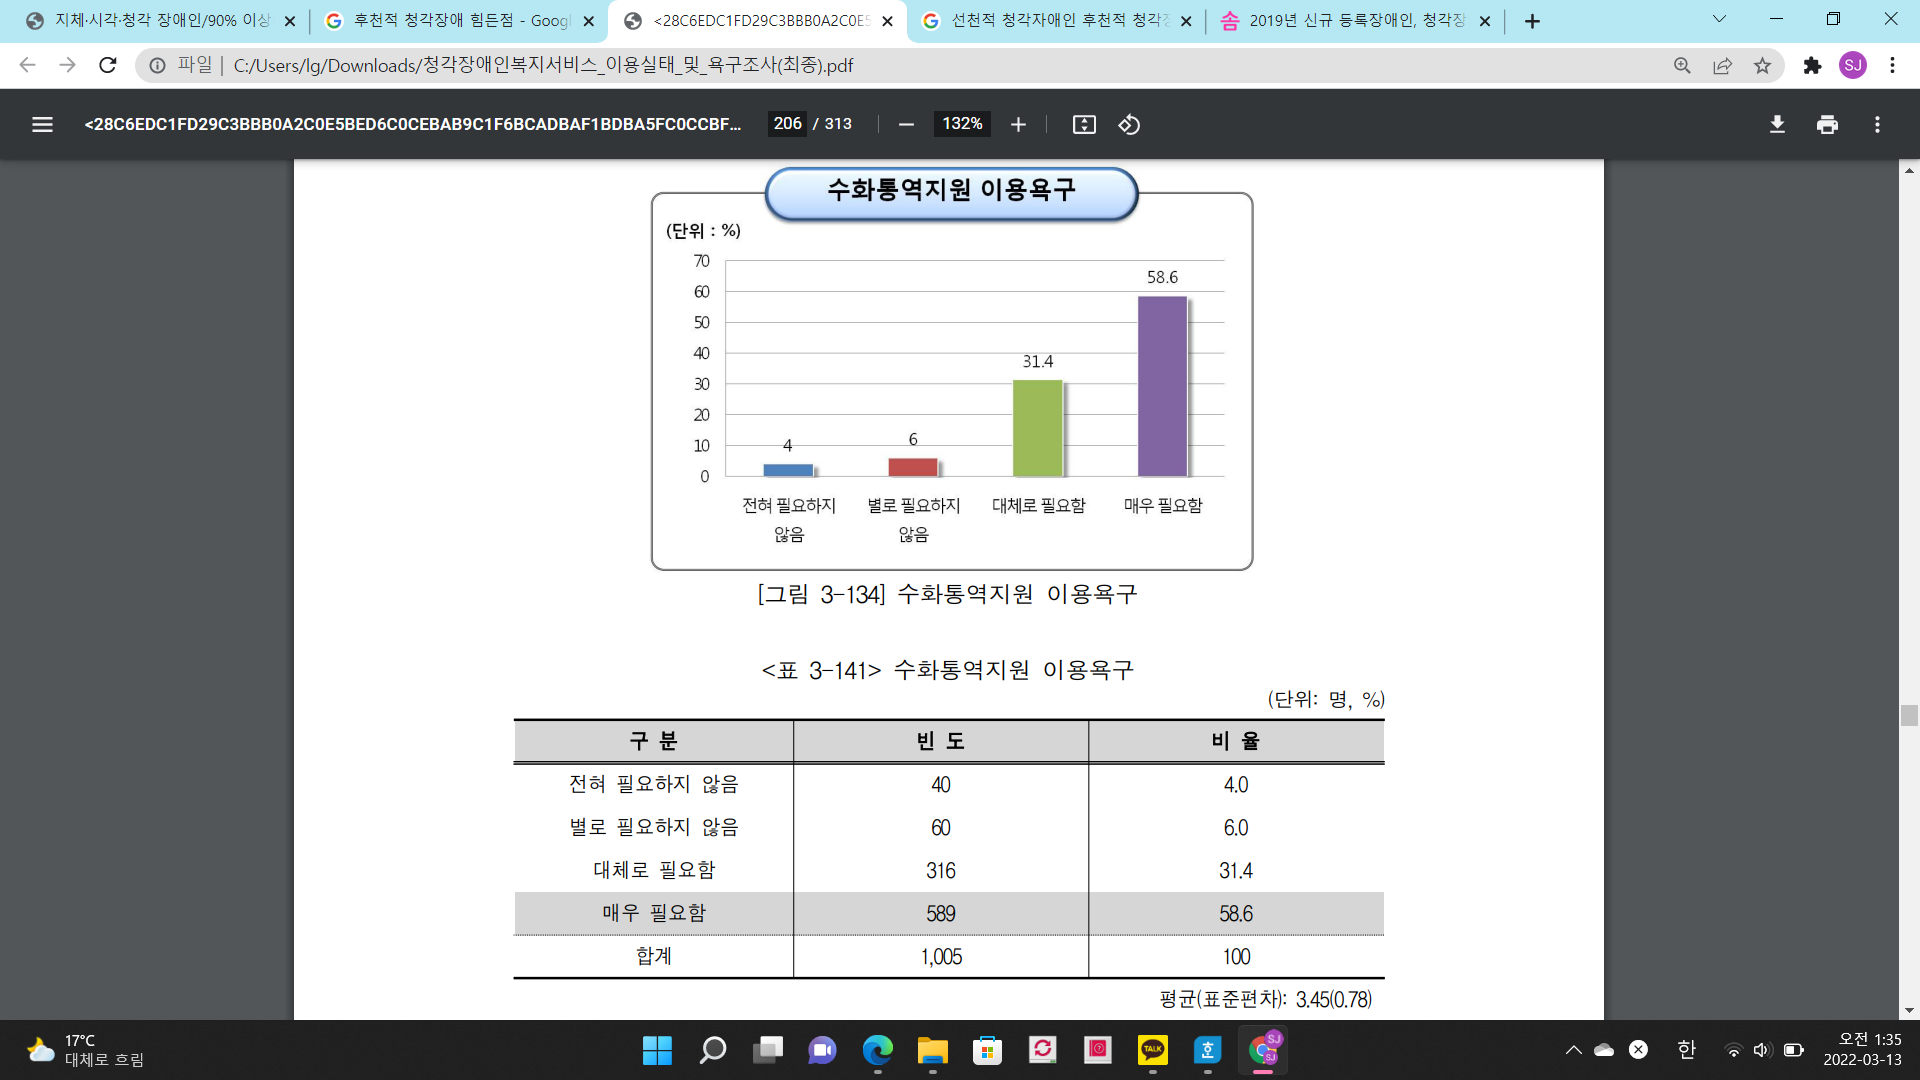 지체·시각·청각 장애인/90% 이상
후천적 청각장애 힘든점 - Googl
<28C6EDC1FD29C3BBB0A2C0E5
선천적 청각자애인 후천적 청각장
2019년 신규 등록장애인, 청각장
파일 | C:/Users/lg/Downloads/청각장애인복지서비스_이용실태_및_욕구조사(최종).pdf
SJ
<28C6EDC1FD29C3BBB0A2C0E5BED6C0CEBAB9C1F6BCADBAF1BDBA5FC0CCBF...
206 / 313
132%
수화통역지원 이용욕구
(단위 : %)
70
60
50
40
30
20
10
0
4
6
31.4
58.6
전혀 필요하지 않음
별로 필요하지 않음
대체로 필요함
매우 필요함
[그림 3-134] 수화통역지원 이용욕구
<표 3-141> 수화통역지원 이용욕구
(단위: 명, %)
구 분 빈 도 비 율
전혀 필요하지 않음 40 4.0
별로 필요하지 않음 60 6.0
대체로 필요함 316 31.4
매우 필요함 589 58.6
합계 1,005 100
평균(표준편차): 3.45(0.78)
17°C
대체로 흐림
TALK
호
SJ
SJ
한
오전 1:35
2022-03-13